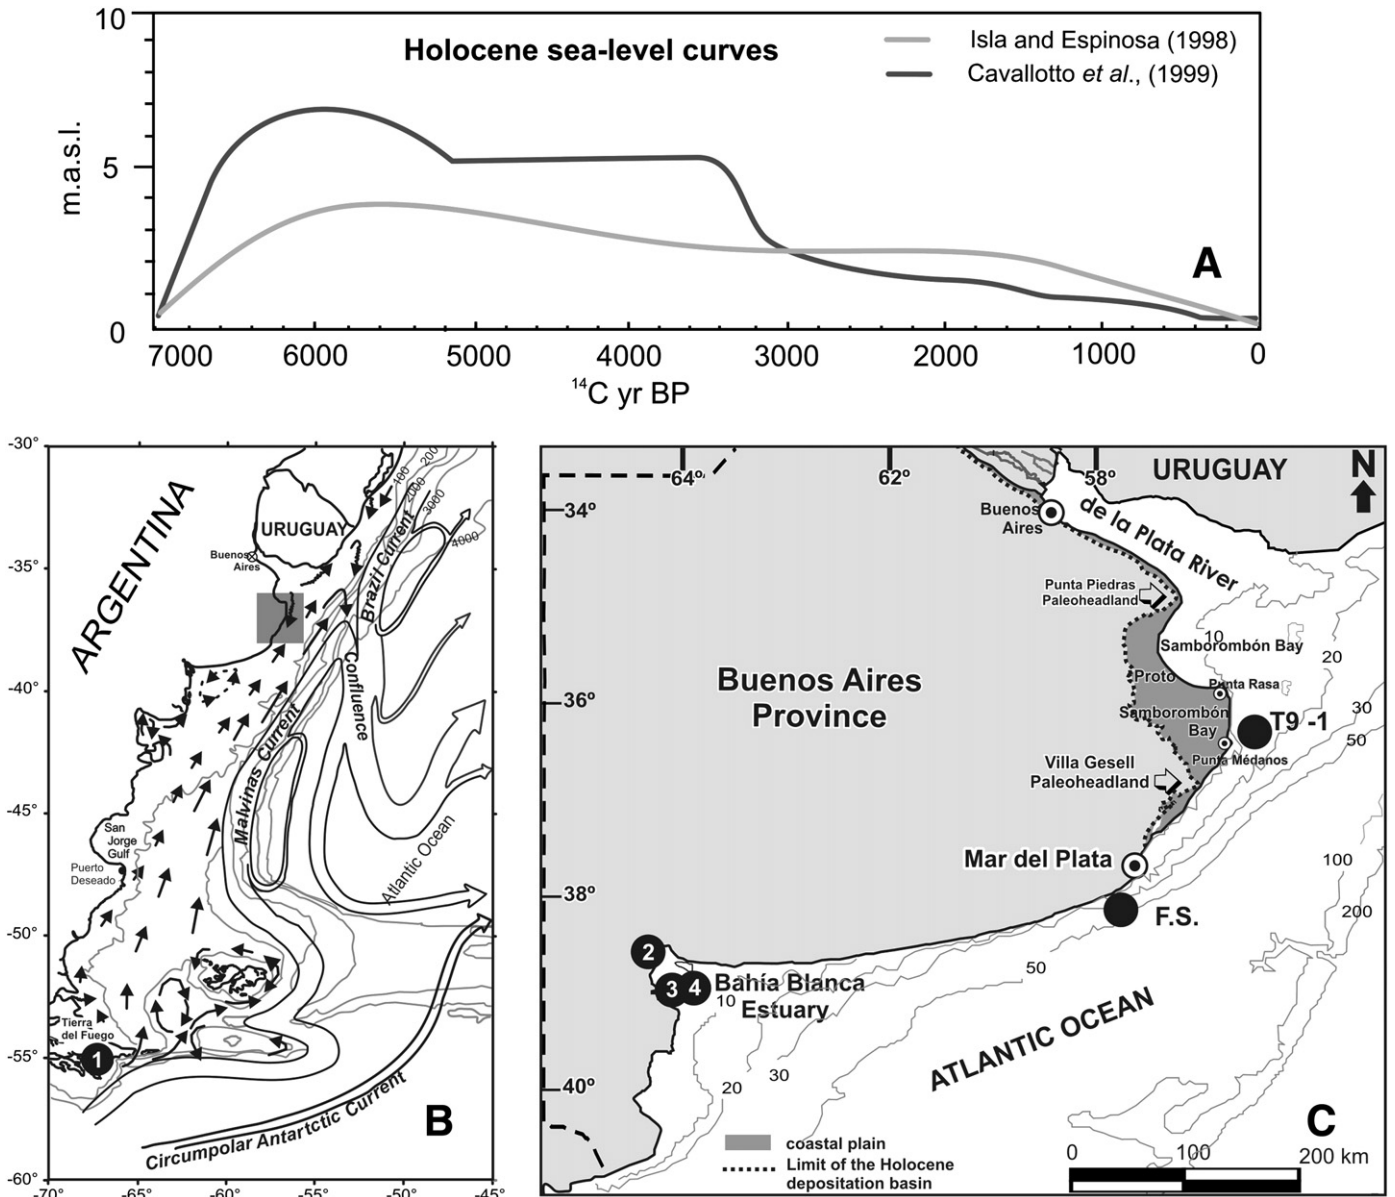 10
Holocene sea-level curves
Isla and Espinosa (1998)
Cavallotto et al., (1999)
m.a.s.l.
5
A
0
7000 6000 5000 4000 3000 2000 1000 0
14C yr BP
-30°
-35°
-40°
-45°
-50°
-55°
-60°
-70° -65° -60° -55° -50° -45°
ARGENTINA
URUGUAY
Buenos
Aires
100
200
2000
3000
4000
Brazil Current
Confluence
Malvinas Current
San
Jorge
Gulf
Puerto
Deseado
Atlantic Ocean
Tierra
del Fuego
1
Circumpolar Antartctic Current
B
64° 62° 58°
URUGUAY
N
34°
36°
38°
40°
Buenos
Aires
de la Plata River
Punta Piedras
Paleoheadland
10
Samborombón Bay
20
Proto
Samborombón
Bay
Punta Rasa
30
T9 -1
50
Punta Médanos
Buenos Aires
Province
Villa Gesell
Paleoheadland
Mar del Plata
100
200
F.S.
2
3
4
Bahía Blanca
Estuary
10
50
20
30
ATLANTIC OCEAN
C
coastal plain
Limit of the Holocene
depositation basin
0 100 200 km